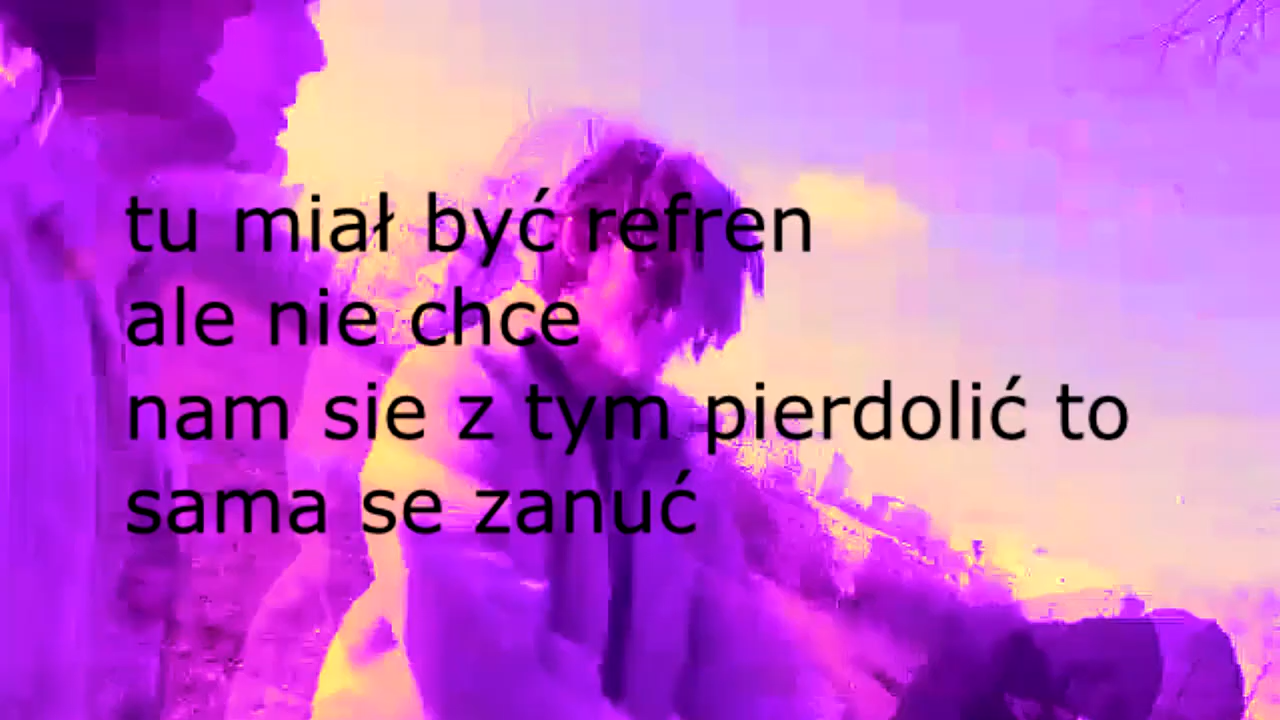 tu miał być refren
ale nie chce
nam sie z tym pierdolić to
sama se zanuć